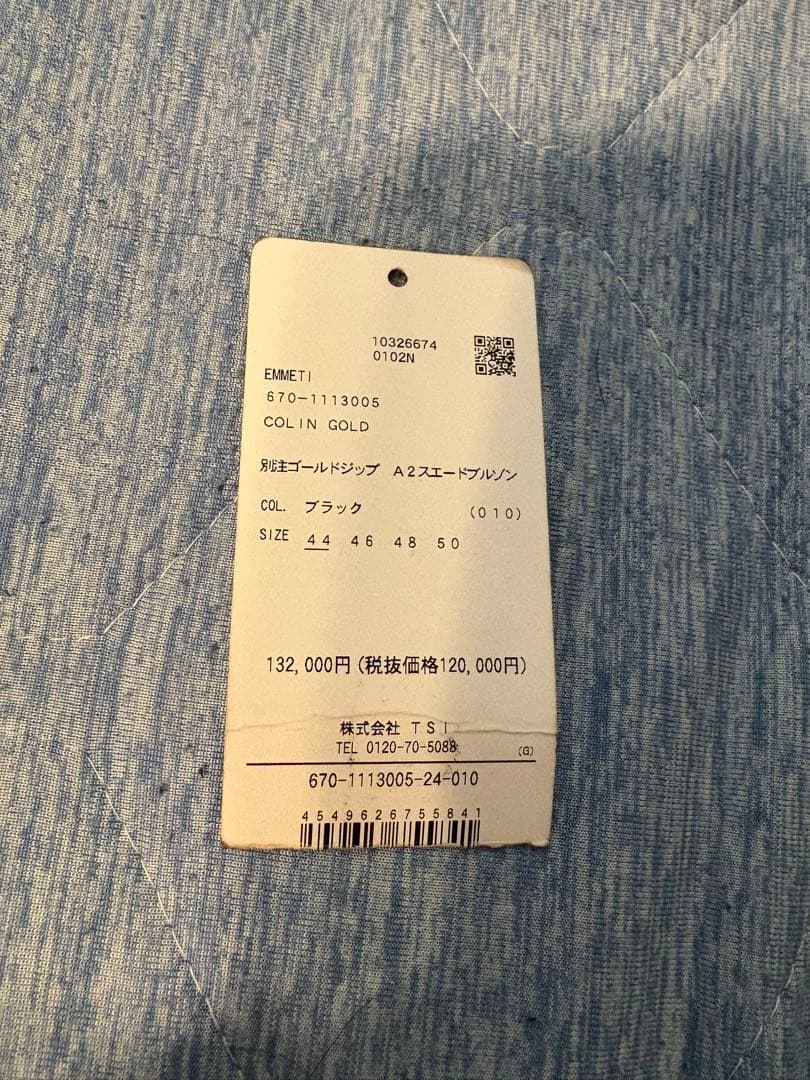 10326674
0102N
EMMETI
670-1113005
COLIN GOLD
別注ゴールドジップ A2スエードブルゾン
COL. ブラック (010)
SIZE 44 46 48 50
132,000円(税抜価格120,000円)
株式会社 TSI
TEL 0120-70-5088
(G)
670-1113005-24-010
4549626755841